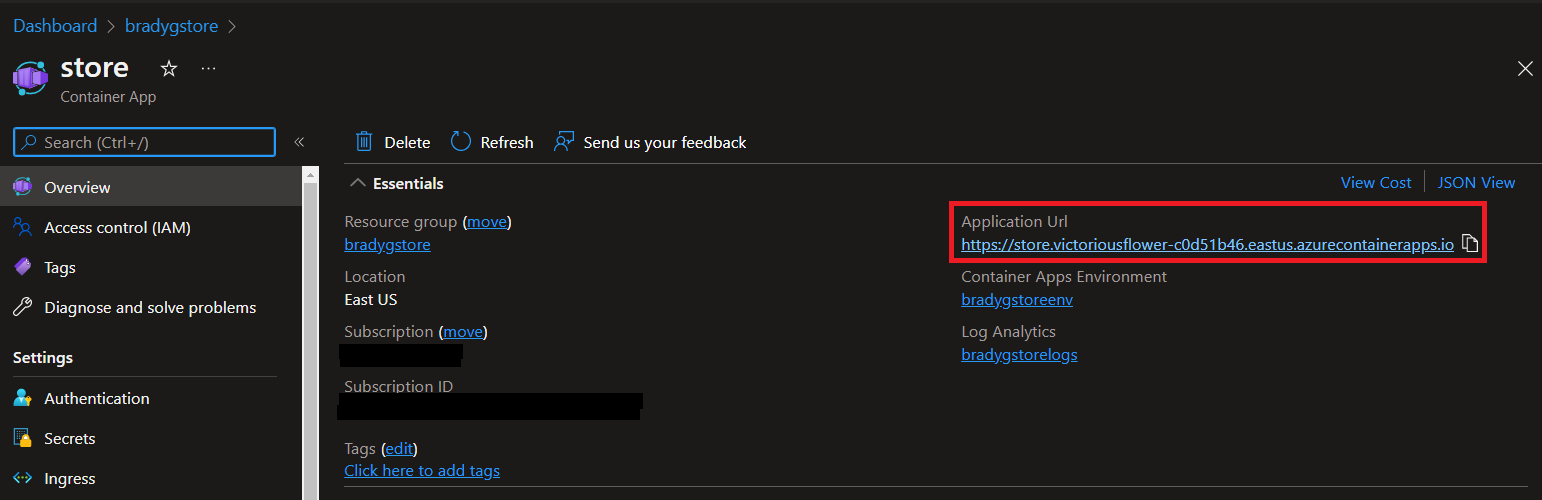 Dashboard > bradygstore >
store
Container App
Search (Ctrl+/)
Overview
Access control (IAM)
Tags
Diagnose and solve problems
Settings
Authentication
Secrets
Ingress
Delete Refresh Send us your feedback
Essentials
View Cost JSON View
Resource group (move)
bradygstore
Location
East US
Subscription (move)
Subscription ID
Tags (edit)
Click here to add tags
Application Url
https://store.victoriousflower-c0d51b46.eastus.azurecontainerapps.io
Container Apps Environment
bradygstoreenv
Log Analytics
bradygstorelogs